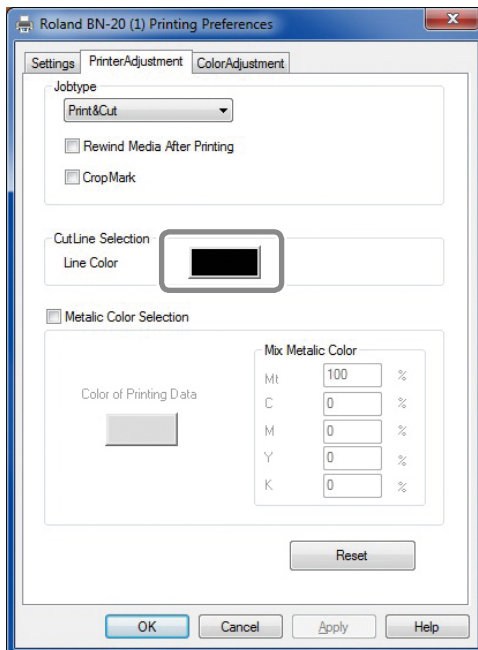 Roland BN-20 (1) Printing Preferences
Settings PrinterAdjustment ColorAdjustment
Jobtype
Print&Cut
Rewind Media After Printing
CropMark
CutLine Selection
Line Color
Metalic Color Selection
Mix Metalic Color
Color of Printing Data
Mt 100 %
C 0 %
M 0 %
Y 0 %
K 0 %
Reset
OK Cancel Apply Help